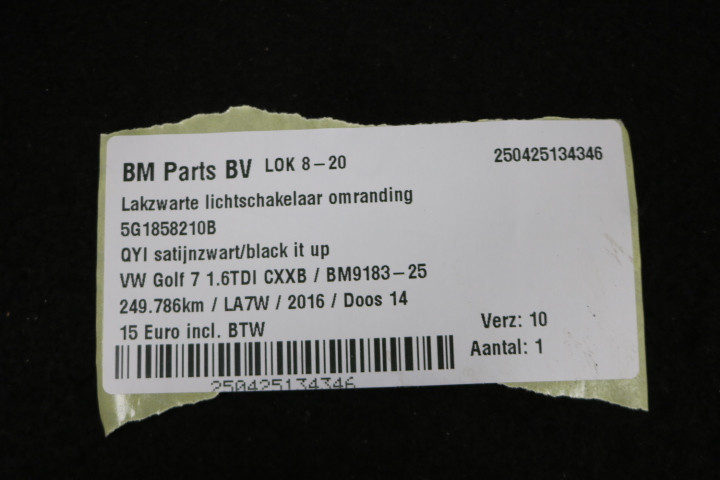 BM Parts BV LOK 8-20 250425134346
Lakzwarte lichtschakelaar omranding
5G1858210B
QYI satijnzwart/black it up
VW Golf 7 1.6TDI CXXB / BM9183-25
249.786km / LA7W / 2016 / Doos 14
15 Euro incl. BTW Verz: 10
Aantal: 1
250425134346